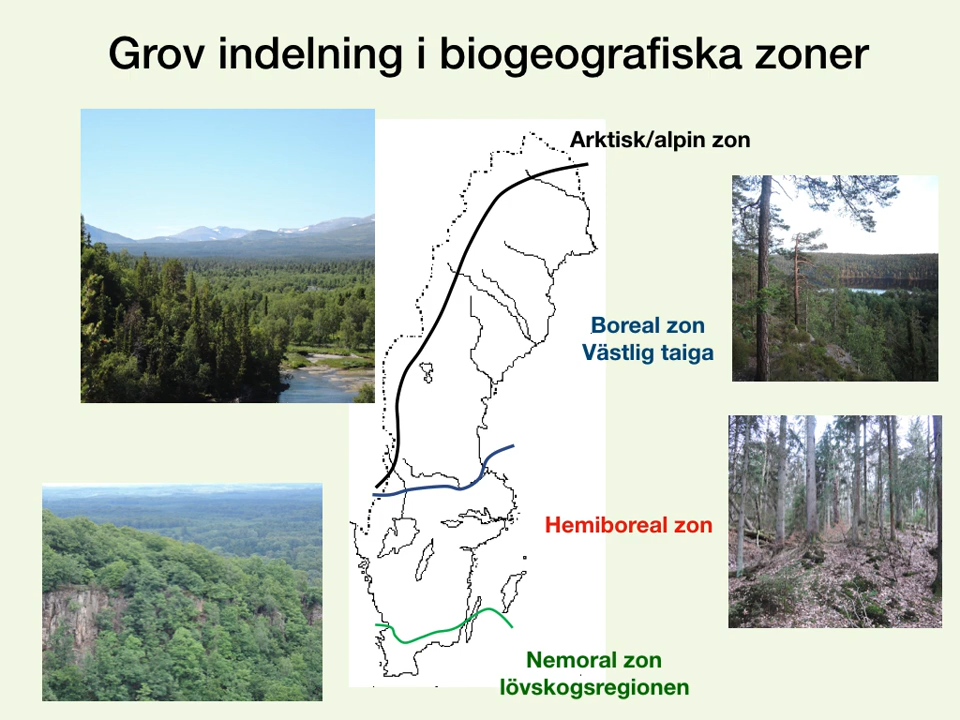 Grov indelning i biogeografiska zoner
Arktisk/alpin zon
Boreal zon
Västlig taiga
Hemiboreal zon
Nemoral zon
lövskogsregionen